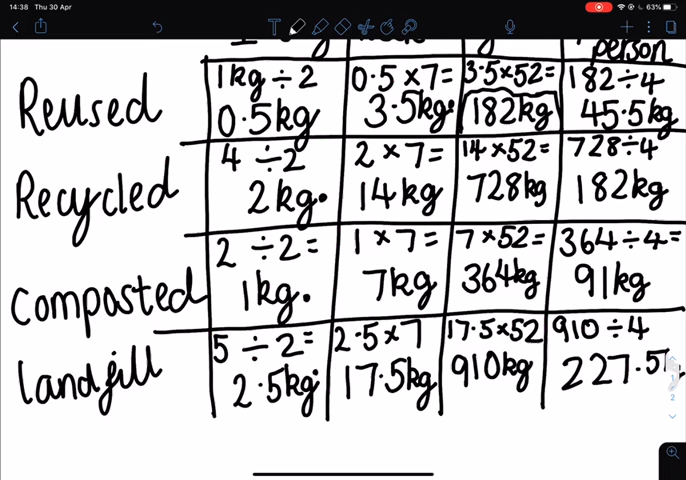 14:38 Thu 30 Apr
63%
person
Reused
1kg ÷ 2
0.5kg
0.5 × 7 =
3.5kg.
3.5 × 52 =
182kg
182 ÷ 4
45.5kg
Recycled
4 ÷ 2
2kg.
2 × 7 =
14kg
14 × 52 =
728kg
728 ÷ 4
182kg
Composted
2 ÷ 2 =
1kg.
1 × 7 =
7kg
7 × 52 =
364kg
364 ÷ 4 =
91kg
landfill
5 ÷ 2 =
2.5kg
2.5 × 7
17.5kg
17.5 × 52
910kg
910 ÷ 4
227.5
2